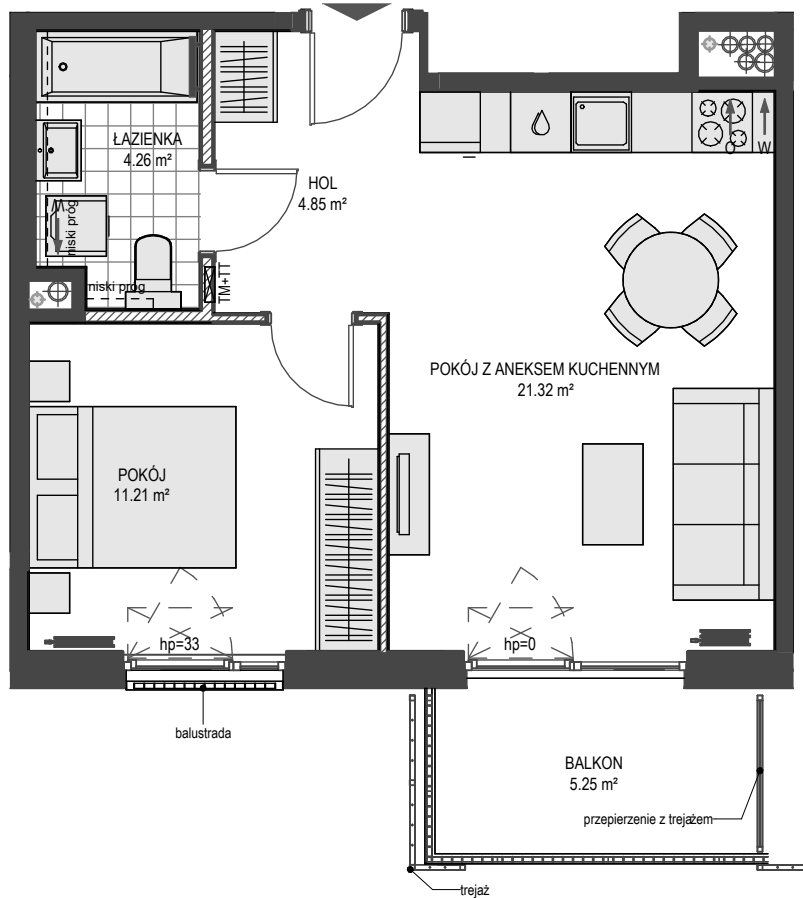 ŁAZIENKA
4.26 m²
HOL
4.85 m²
O
W
niski próg
niski próg
TM+TT
POKÓJ Z ANEKSEM KUCHENNYM
21.32 m²
POKÓJ
11.21 m²
hp=33
hp=0
balustrada
BALKON
5.25 m²
przepierzenie z trejażem
trejaż